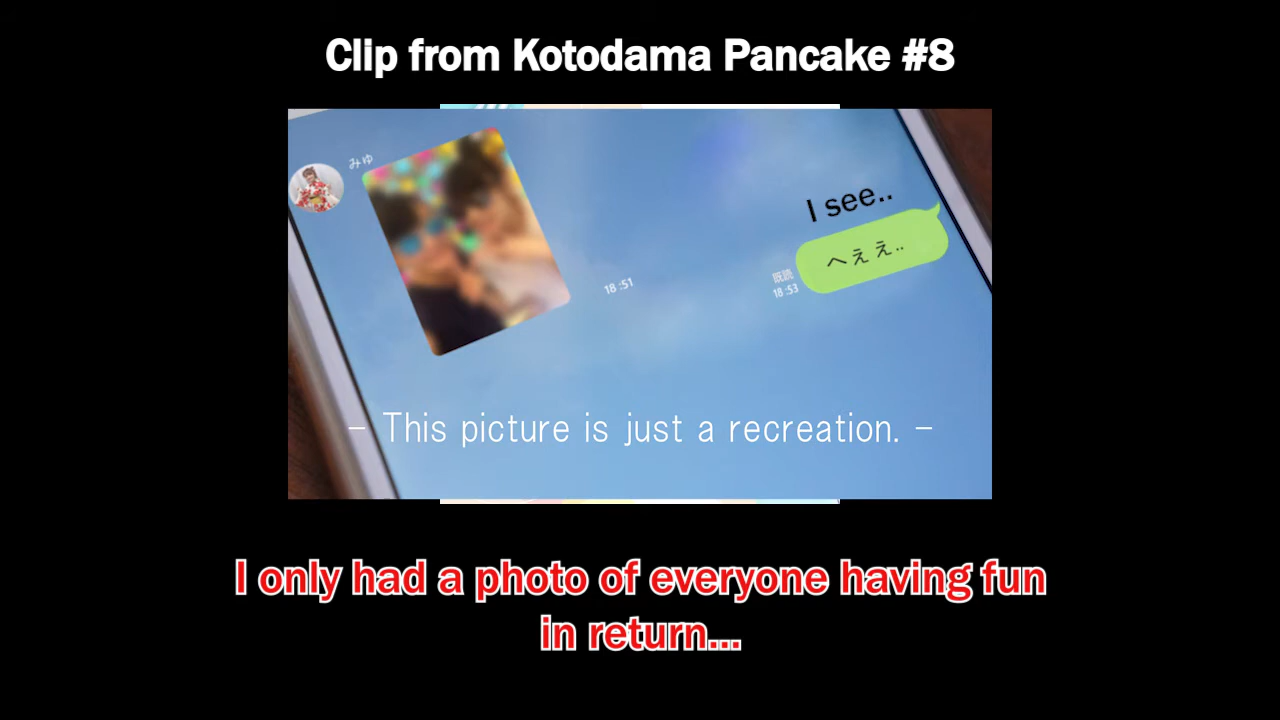 Clip from Kotodama Pancake #8
みゆ
I see..
へぇぇ..
18:51
既読
18:53
- This picture is just a recreation. -
I only had a photo of everyone having fun
in return...